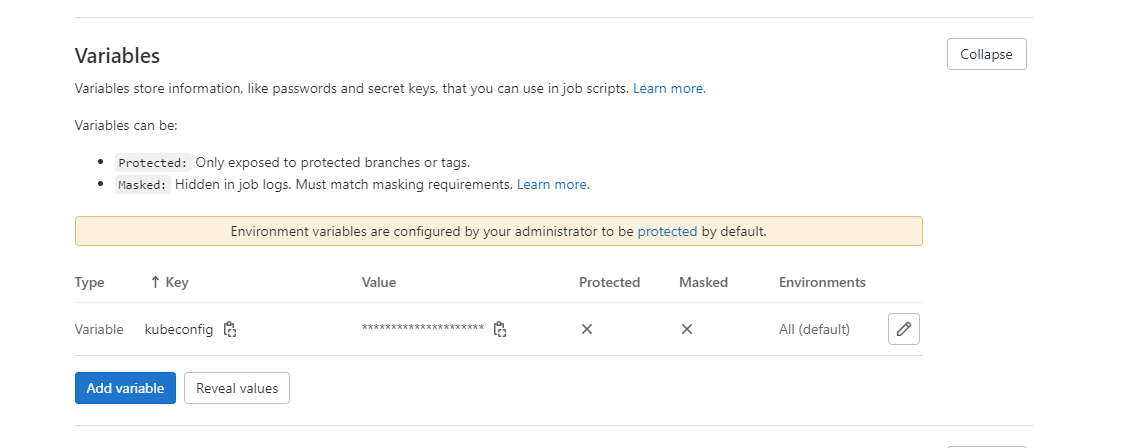 Variables
Collapse
Variables store information, like passwords and secret keys, that you can use in job scripts. Learn more.
Variables can be:
Protected: Only exposed to protected branches or tags.
Masked: Hidden in job logs. Must match masking requirements. Learn more.
Environment variables are configured by your administrator to be protected by default.
Type ↑ Key Value Protected Masked Environments
Variable kubeconfig ********************* All (default)
Add variable Reveal values